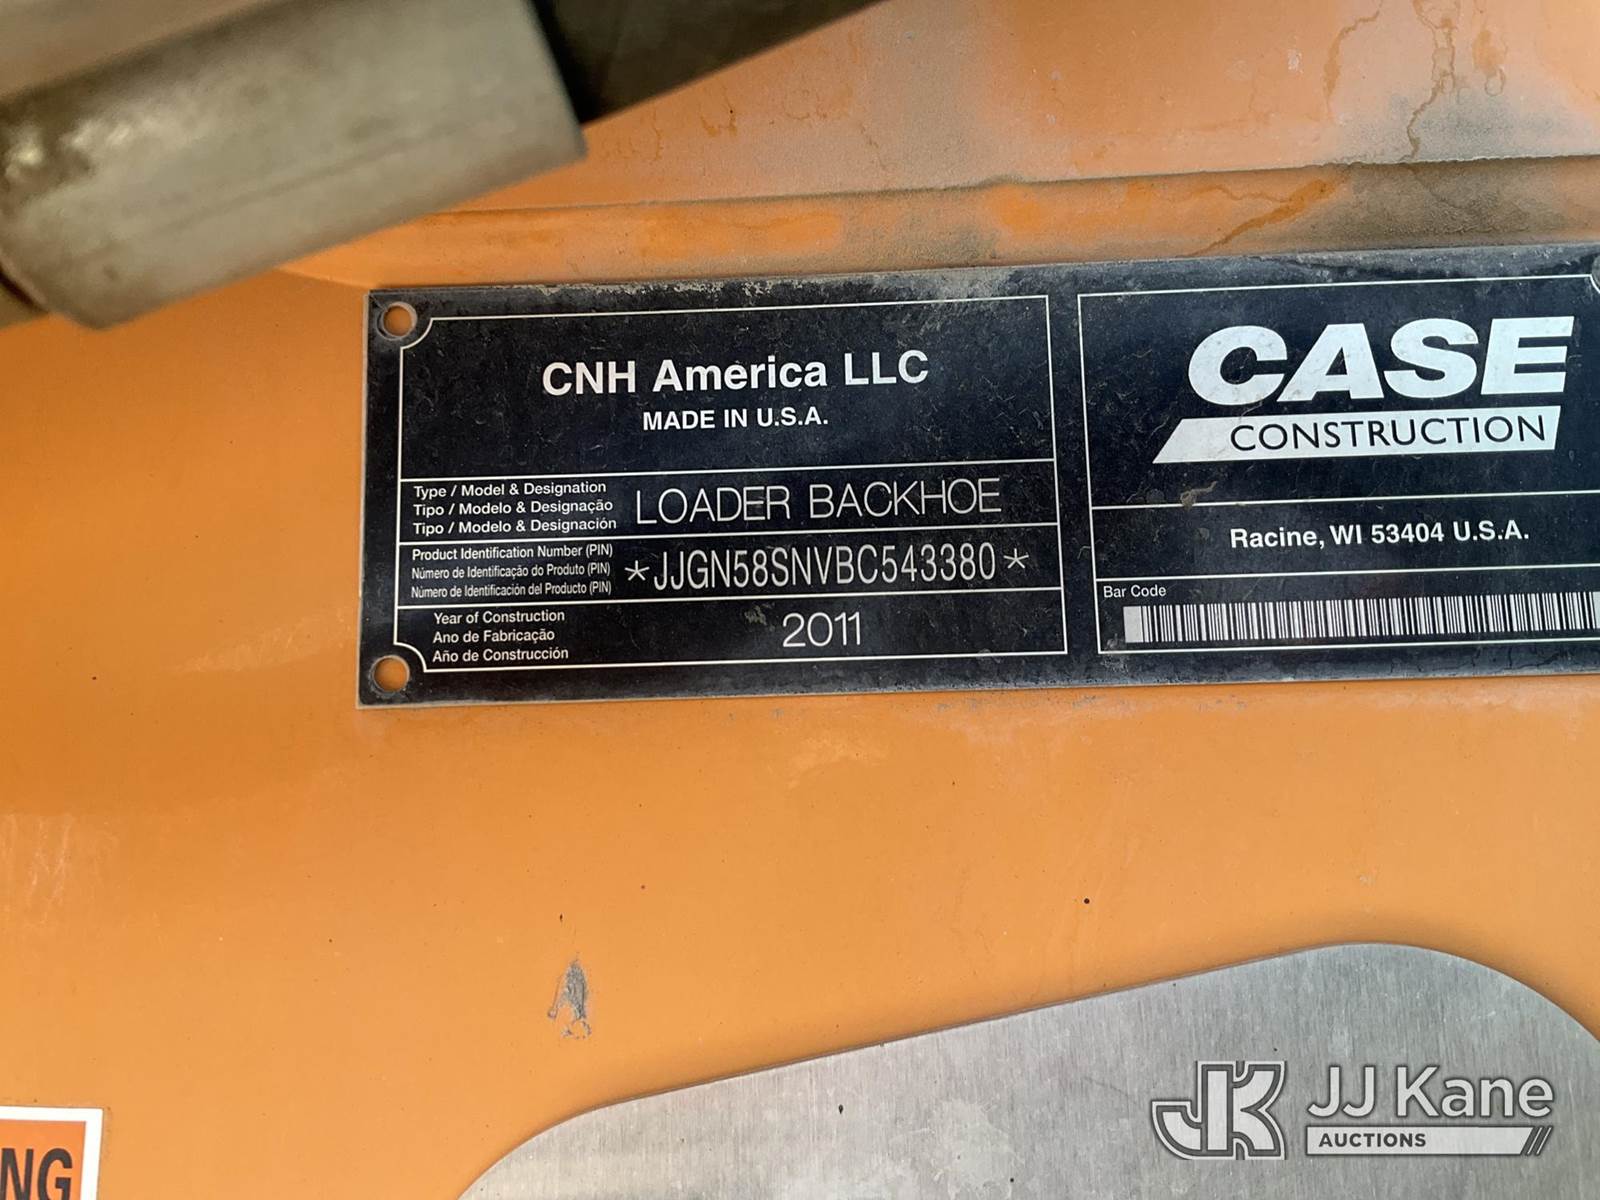 CNH America LLC
MADE IN U.S.A.
Type / Model & Designation
Tipo / Modelo & Designação
Tipo / Modelo & Designación
LOADER BACKHOE
Product Identification Number (PIN)
Número de Identificação do Produto (PIN)
Número de Identificación del Producto (PIN)
*JJGN58SNVBC543380*
Year of Construction
Ano de Fabricação
Año de Construcción
2011
CASE
CONSTRUCTION
Racine, WI 53404 U.S.A.
Bar Code
NG
JK JJ Kane
AUCTIONS